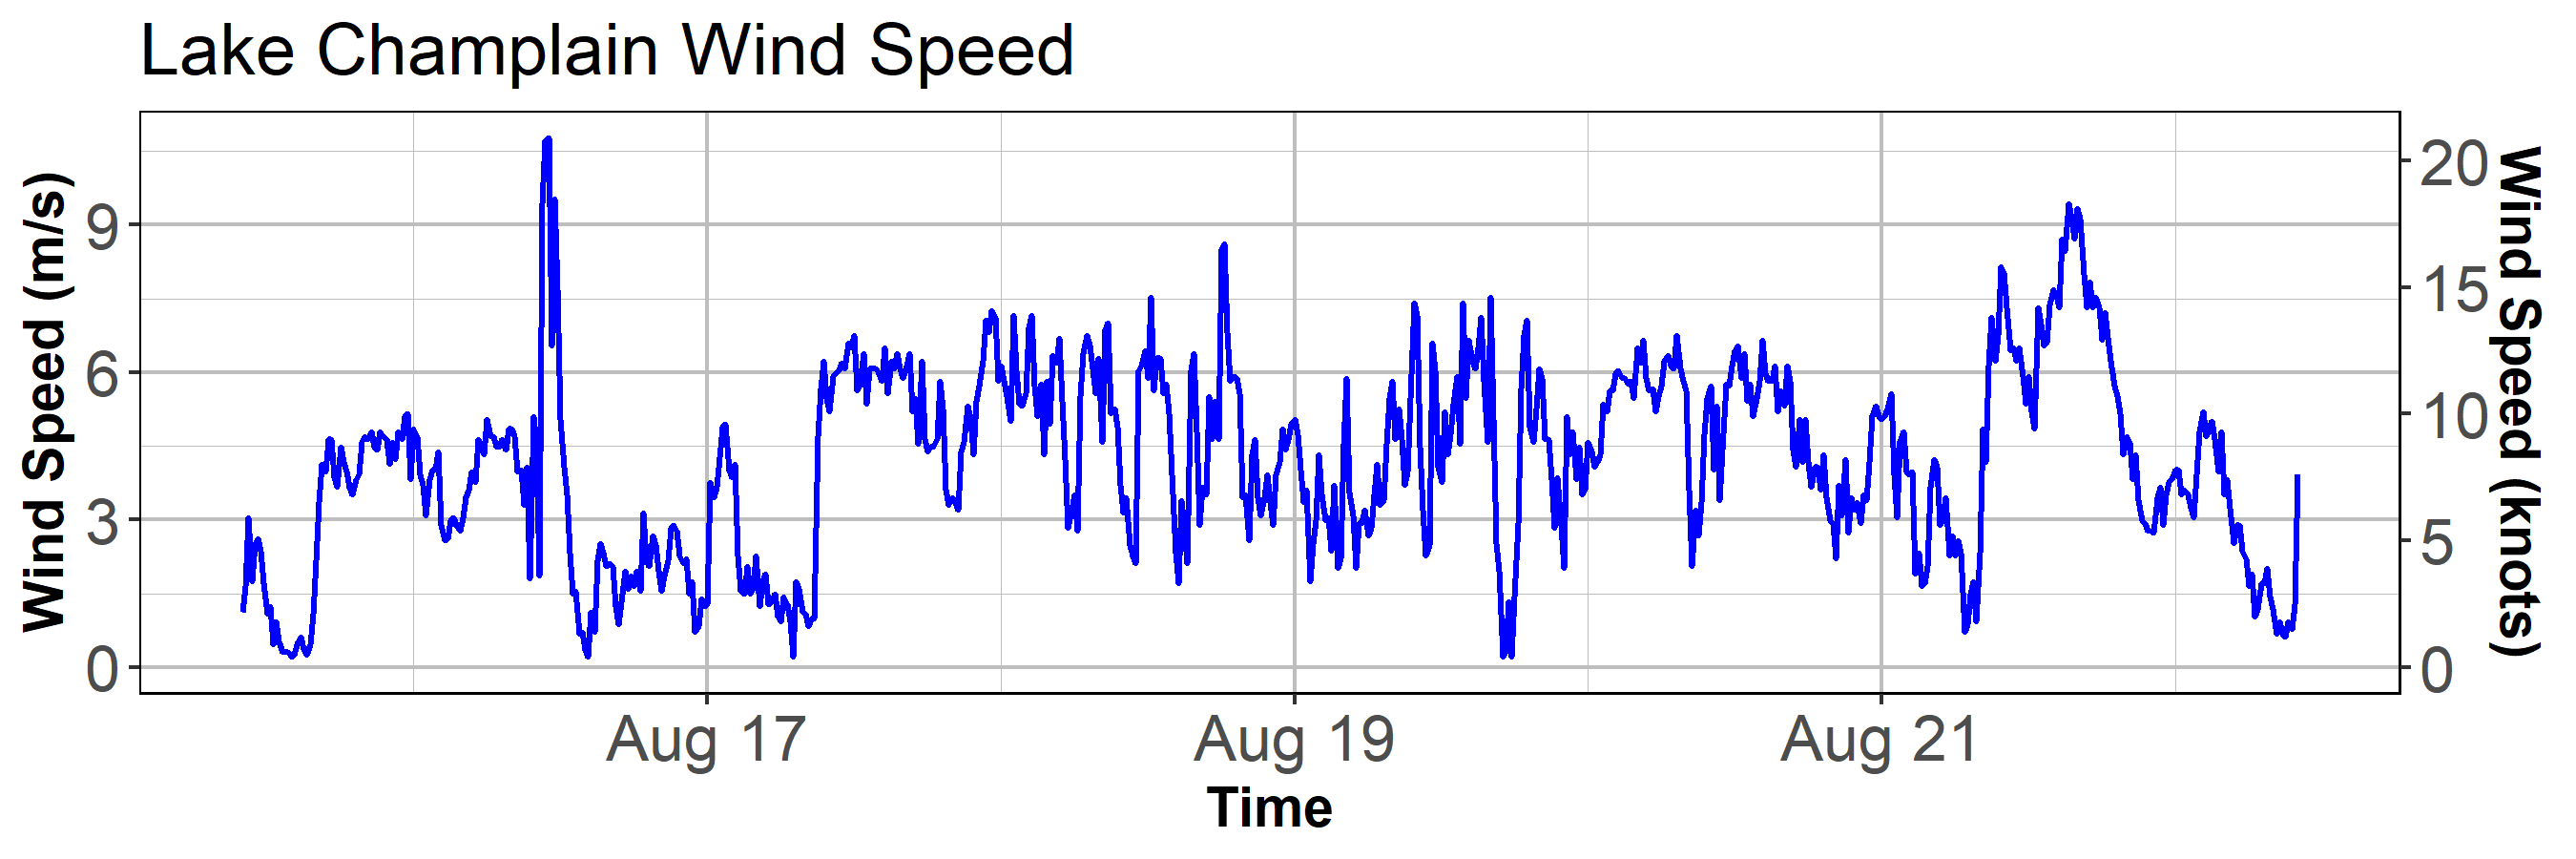 Lake Champlain Wind Speed
Wind Speed (m/s)
9
6
3
0
20
15
10
5
0
Wind Speed (knots)
Aug 17
Aug 19
Aug 21
Time